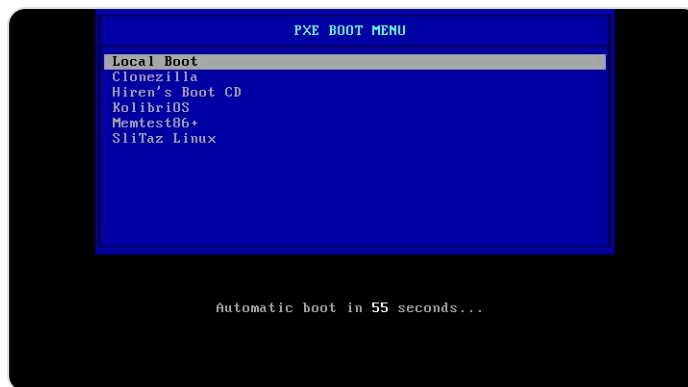 PXE BOOT MENU
Local Boot
Clonezilla
Hiren's Boot CD
KolibriOS
Memtest86+
SliTaz Linux
Automatic boot in 55 seconds...